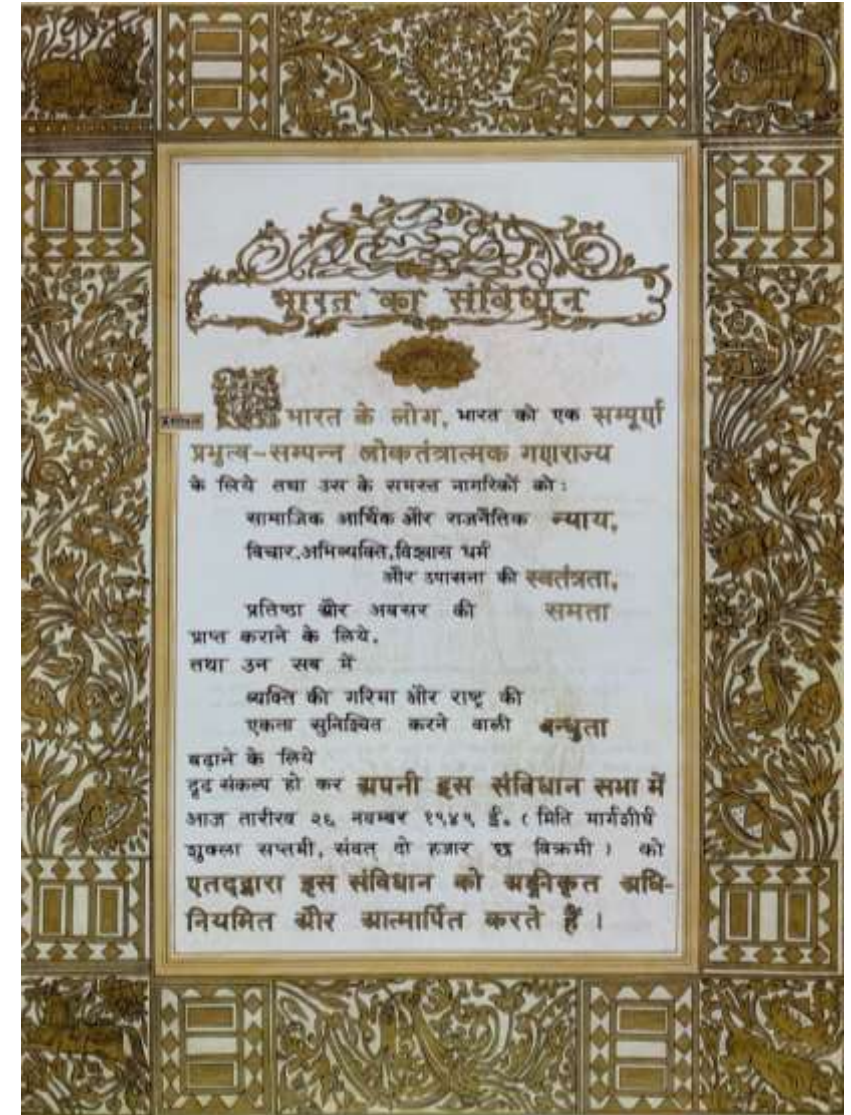 भारत का संविधान
भारत के लोग, भारत को एक सम्पूर्ण
प्रभुत्व-सम्पन्न लोकतंत्रात्मक गणराज्य
के लिये तथा उस के समस्त नागरिकों को:
सामाजिक आर्थिक और राजनैतिक न्याय,
विचार,अभिव्यक्ति,विश्वास धर्म
और उपासना की स्वतंत्रता,
प्रतिष्ठा और अवसर की समता
प्राप्त कराने के लिये,
तथा उन सब में
व्यक्ति की गरिमा और राष्ट्र की
एकता सुनिश्चित करने वाली बन्धुता
बढ़ाने के लिये
दृढ़ संकल्प हो कर अपनी इस संविधान सभा में
आज तारीख २६ नवम्बर १९४९ ई. ( मिति मार्गशीर्ष
शुक्ला सप्तमी, संवत् दो हजार छ विक्रमी ) को
एतद्द्वारा इस संविधान को अङ्गीकृत अधि-
नियमित और आत्मार्पित करते हैं ।